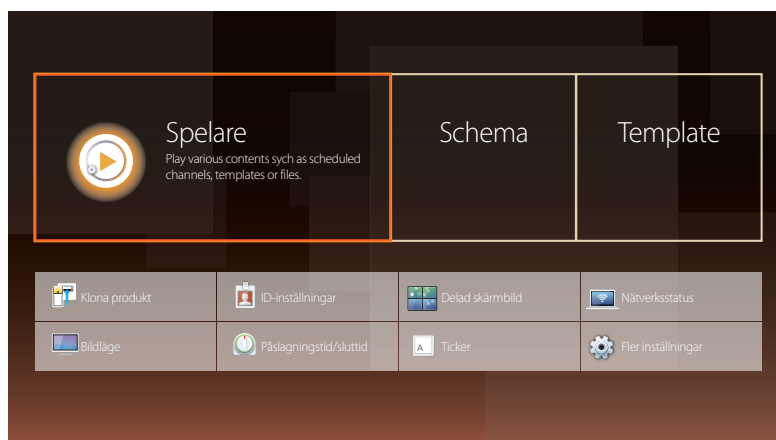 Spelare
Play various contents sych as scheduled
channels, templates or files.
Schema
Template
Klona produkt
ID-inställningar
Delad skärmbild
Nätverksstatus
Bildläge
Påslagningstid/sluttid
A
Ticker
Fler inställningar